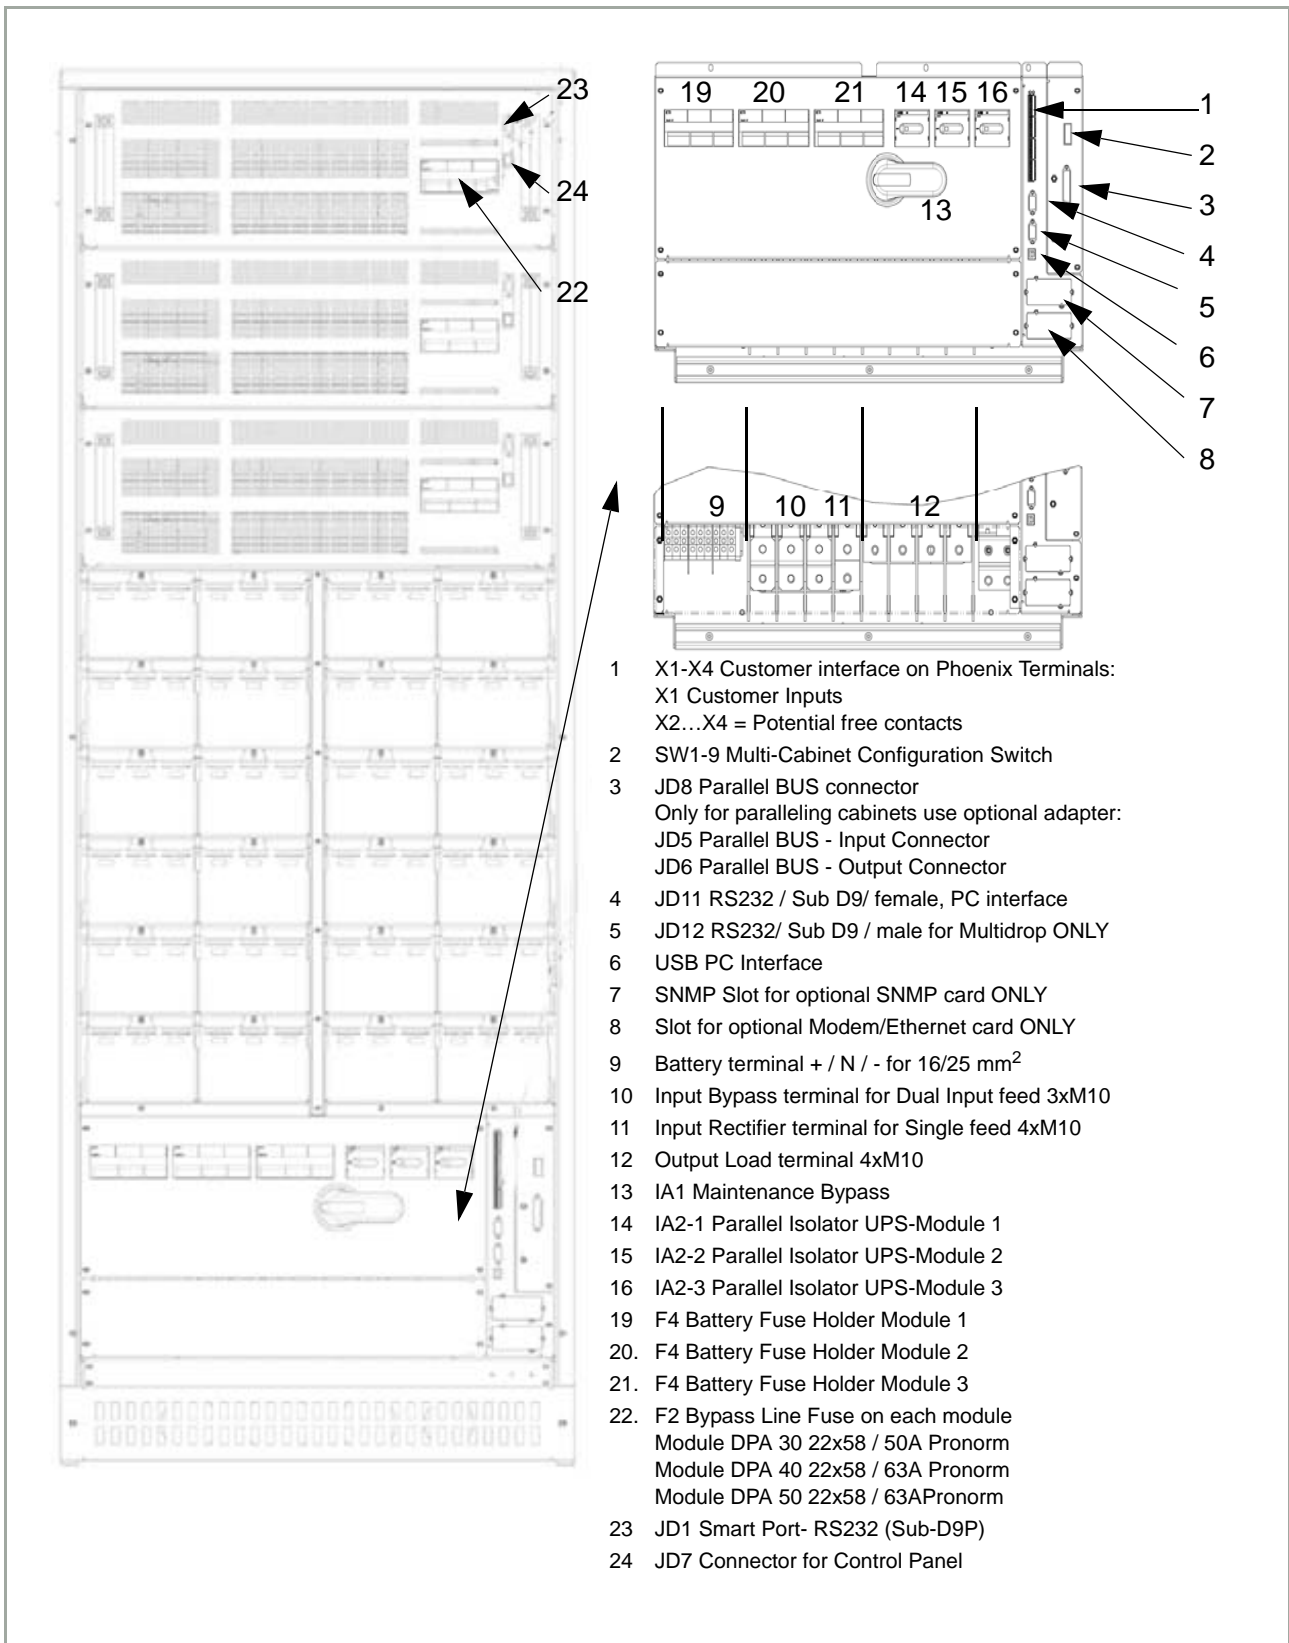 23
24
22
19 20 21 14 15 16
13
1
2
3
4
5
6
7
8
9 10 11 12
1 X1-X4 Customer interface on Phoenix Terminals:
X1 Customer Inputs
X2…X4 = Potential free contacts
2 SW1-9 Multi-Cabinet Configuration Switch
3 JD8 Parallel BUS connector
Only for paralleling cabinets use optional adapter:
JD5 Parallel BUS - Input Connector
JD6 Parallel BUS - Output Connector
4 JD11 RS232 / Sub D9/ female, PC interface
5 JD12 RS232/ Sub D9 / male for Multidrop ONLY
6 USB PC Interface
7 SNMP Slot for optional SNMP card ONLY
8 Slot for optional Modem/Ethernet card ONLY
9 Battery terminal + / N / - for 16/25 mm²
10 Input Bypass terminal for Dual Input feed 3xM10
11 Input Rectifier terminal for Single feed 4xM10
12 Output Load terminal 4xM10
13 IA1 Maintenance Bypass
14 IA2-1 Parallel Isolator UPS-Module 1
15 IA2-2 Parallel Isolator UPS-Module 2
16 IA2-3 Parallel Isolator UPS-Module 3
19 F4 Battery Fuse Holder Module 1
20. F4 Battery Fuse Holder Module 2
21. F4 Battery Fuse Holder Module 3
22. F2 Bypass Line Fuse on each module
Module DPA 30 22x58 / 50A Pronorm
Module DPA 40 22x58 / 63A Pronorm
Module DPA 50 22x58 / 63APronorm
23 JD1 Smart Port- RS232 (Sub-D9P)
24 JD7 Connector for Control Panel